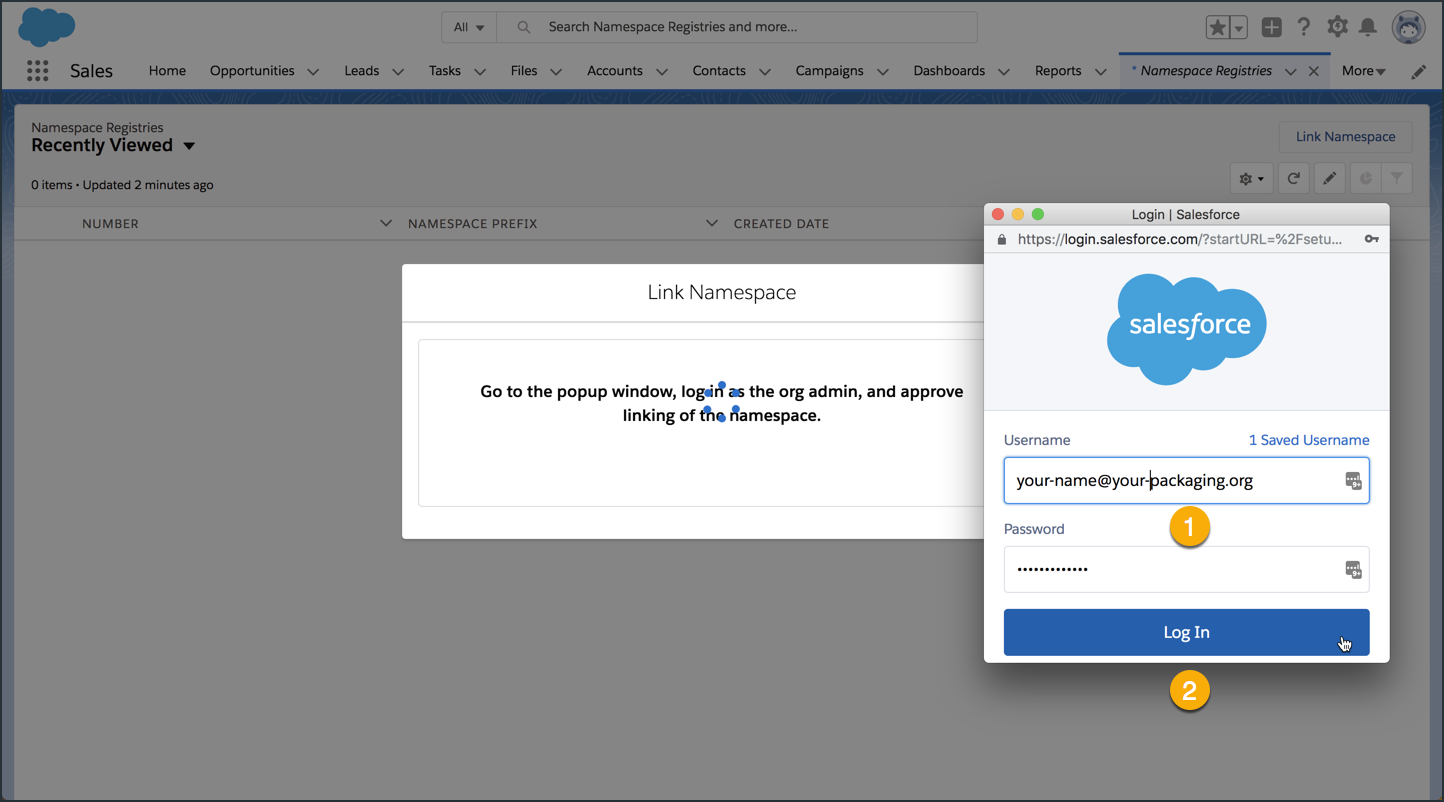 All
Search Namespace Registries and more...
Sales
Home
Opportunities
Leads
Tasks
Files
Accounts
Contacts
Campaigns
Dashboards
Reports
* Namespace Registries
More
Namespace Registries
Recently Viewed
Link Namespace
0 items • Updated 2 minutes ago
NUMBER
NAMESPACE PREFIX
CREATED DATE
Link Namespace
Go to the popup window, log in as the org admin, and approve
linking of the namespace.
Login | Salesforce
https://login.salesforce.com/?startURL=%2Fsetu...
salesforce
Username
1 Saved Username
your-name@your-packaging.org
1
Password
•••••••••••••
Log In
2